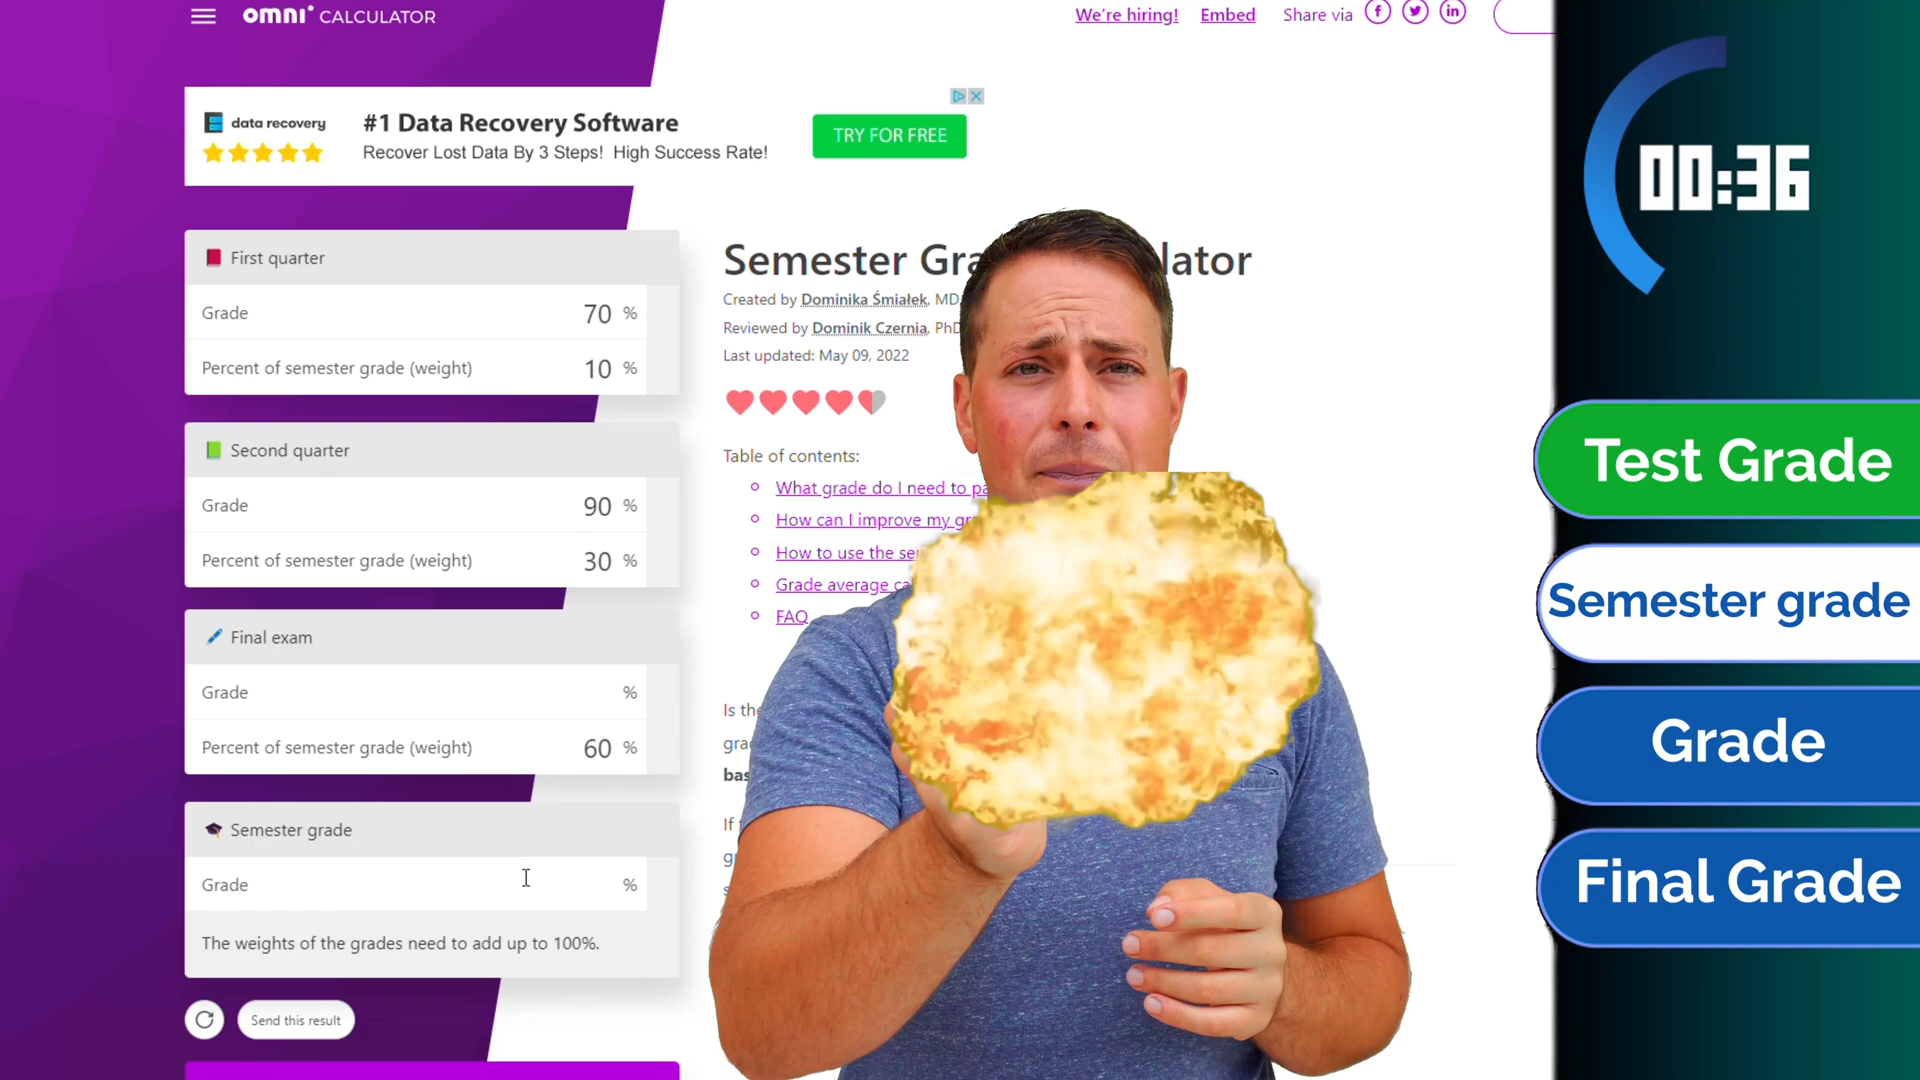 omni CALCULATOR
We're hiring!
Embed
Share via
data recovery
#1 Data Recovery Software
Recover Lost Data By 3 Steps! High Success Rate!
TRY FOR FREE
00:36
First quarter
Grade
70 %
Percent of semester grade (weight)
10 %
Second quarter
Grade
90 %
Percent of semester grade (weight)
30 %
Final exam
Grade
%
Percent of semester grade (weight)
60 %
Semester grade
Grade
%
The weights of the grades need to add up to 100%.
Send this result
Semester Gra lator
Created by Dominika Śmiałek, MD
Reviewed by Dominik Czernia, PhD
Last updated: May 09, 2022
Table of contents:
What grade do I need to pa
How can I improve my gr
How to use the se
Grade average ca
FAQ
Is the
grad
bas
If
Test Grade
Semester grade
Grade
Final Grade